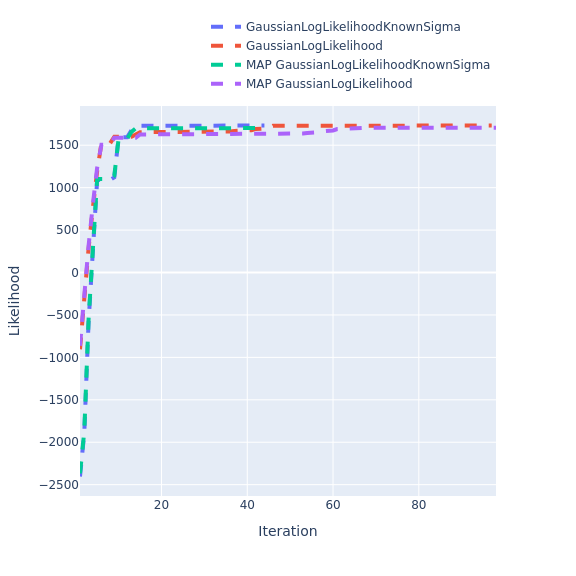 GaussianLogLikelihoodKnownSigma
GaussianLogLikelihood
MAP GaussianLogLikelihoodKnownSigma
MAP GaussianLogLikelihood
1500
1000
500
0
−500
−1000
−1500
−2000
−2500
Likelihood
20 40 60 80
Iteration